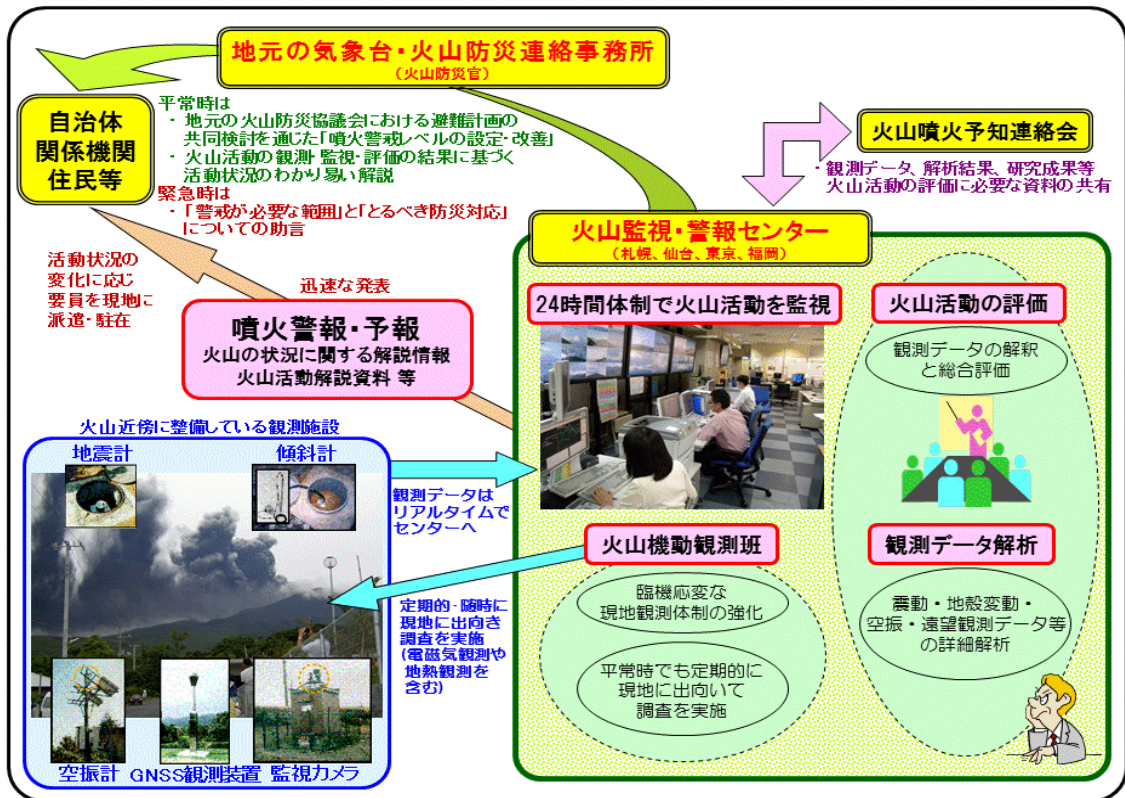 地元の気象台・火山防災連絡事務所
（火山防災官）
自治体
関係機関
住民等
平常時は
・ 地元の火山防災協議会における避難計画の
共同検討を通じた「噴火警戒レベルの設定・改善」
・ 火山活動の観測・監視・評価の結果に基づく
活動状況のわかり易い解説
緊急時は
・ 「警戒が必要な範囲」と「とるべき防災対応」
についての助言
火山噴火予知連絡会
・ 観測データ、解析結果、研究成果等
火山活動の評価に必要な資料の共有
火山監視・警報センター
（札幌、仙台、東京、福岡）
活動状況の
変化に応じ
要員を現地に
派遣・駐在
迅速な発表
噴火警報・予報
火山の状況に関する解説情報
火山活動解説資料 等
24時間体制で火山活動を監視
火山活動の評価
観測データの解釈
と総合評価
火山近傍に整備している観測施設
地震計
傾斜計
観測データは
リアルタイムで
センターへ
火山機動観測班
臨機応変な
現地観測体制の強化
平常時でも定期的に
現地に出向いて
調査を実施
観測データ解析
震動・地殻変動・
空振・遠望観測データ等
の詳細解析
定期的・随時に
現地に出向き
調査を実施
(電磁気観測や
地熱観測を
含む)
空振計
GNSS観測装置
監視カメラ